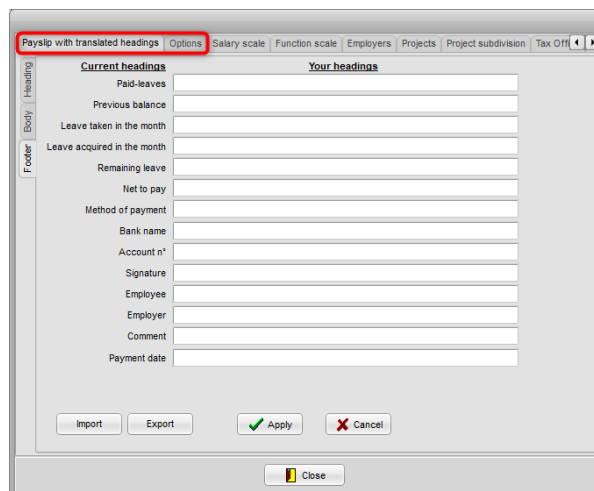 Payslip with translated headings Options Salary scale Function scale Employers Projects Project subdivision Tax Offi
Heading
Body
Footer
Current headings Your headings
Paid-leaves
Previous balance
Leave taken in the month
Leave acquired in the month
Remaining leave
Net to pay
Method of payment
Bank name
Account n°
Signature
Employee
Employer
Comment
Payment date
Import Export Apply Cancel
Close